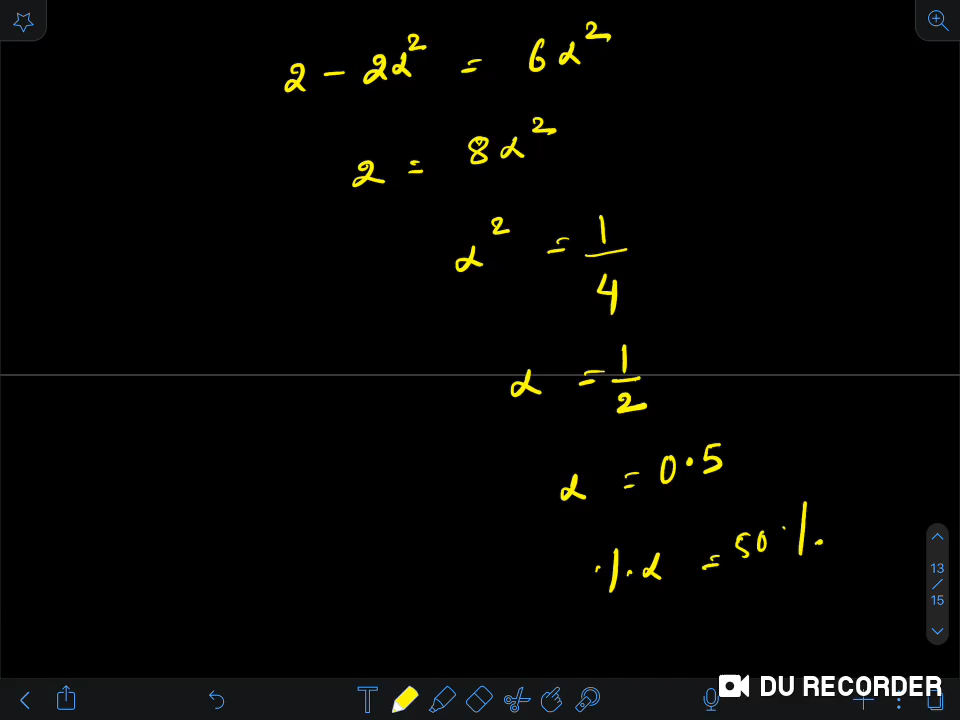 2 - 2α² = 6α²
2 = 8α²
α² = 1/4
α = 1/2
α = 0.5
%α = 50%
13
/
15
T
DU RECORDER